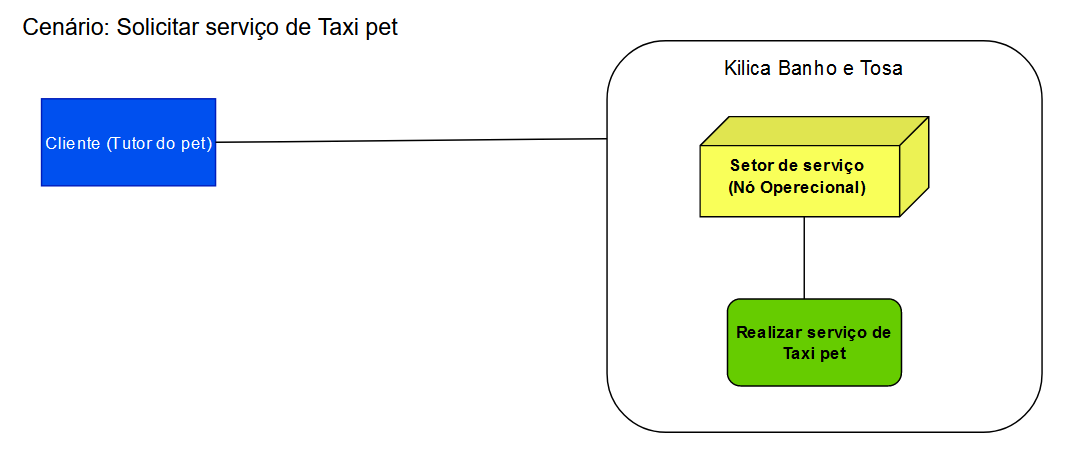 Cenário: Solicitar serviço de Taxi pet
Kilica Banho e Tosa
Cliente (Tutor do pet)
Setor de serviço
(Nó Operecional)
Realizar serviço de
Taxi pet